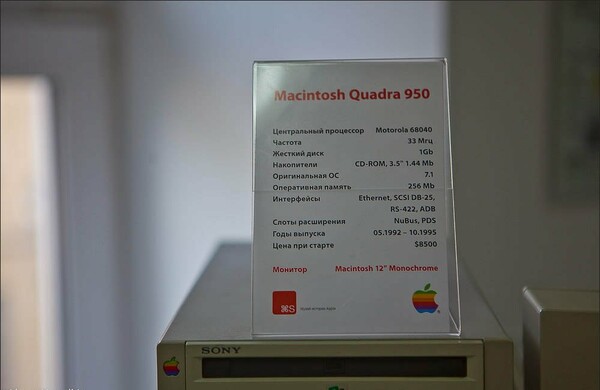 Macintosh Quadra 950
Центральный процессор Motorola 68040
Частота 33 Мгц
Жесткий диск 1Gb
Накопители CD-ROM, 3.5" 1.44 Mb
Оригинальная ОС 7.1
Оперативная память 256 Mb
Интерфейсы Ethernet, SCSI DB-25,
RS-422, ADB
Слоты расширения NuBus, PDS
Годы выпуска 05.1992 – 10.1995
Цена при старте $8500
Монитор Macintosh 12" Monochrome
⌘S
SONY